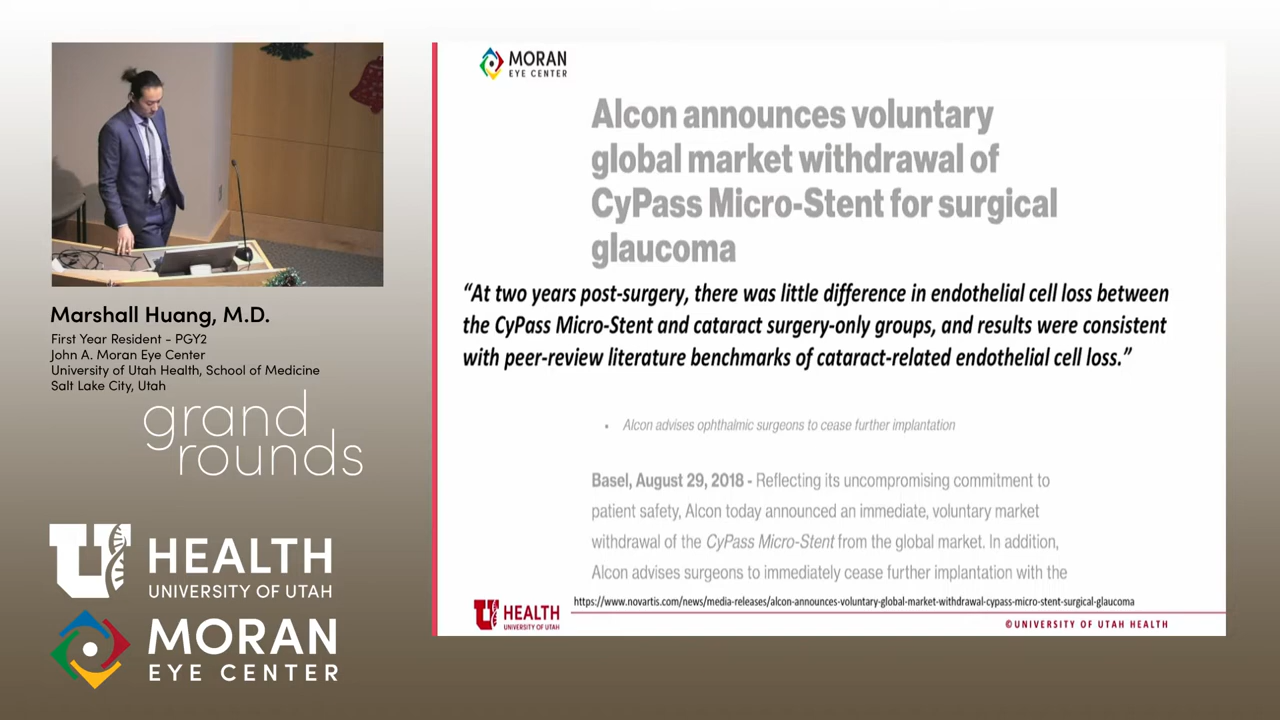 Marshall Huang, M.D.
First Year Resident - PGY2
John A. Moran Eye Center
University of Utah Health, School of Medicine
Salt Lake City, Utah
grand
rounds
U HEALTH
UNIVERSITY OF UTAH
MORAN
EYE CENTER
MORAN
EYE CENTER
Alcon announces voluntary
global market withdrawal of
CyPass Micro-Stent for surgical
glaucoma
“At two years post-surgery, there was little difference in endothelial cell loss between
the CyPass Micro-Stent and cataract surgery-only groups, and results were consistent
with peer-review literature benchmarks of cataract-related endothelial cell loss.”
• Alcon advises ophthalmic surgeons to cease further implantation
Basel, August 29, 2018 - Reflecting its uncompromising commitment to
patient safety, Alcon today announced an immediate, voluntary market
withdrawal of the CyPass Micro-Stent from the global market. In addition,
Alcon advises surgeons to immediately cease further implantation with the
https://www.novartis.com/news/media-releases/alcon-announces-voluntary-global-market-withdrawal-cypass-micro-stent-surgical-glaucoma
U HEALTH
UNIVERSITY OF UTAH
©UNIVERSITY OF UTAH HEALTH